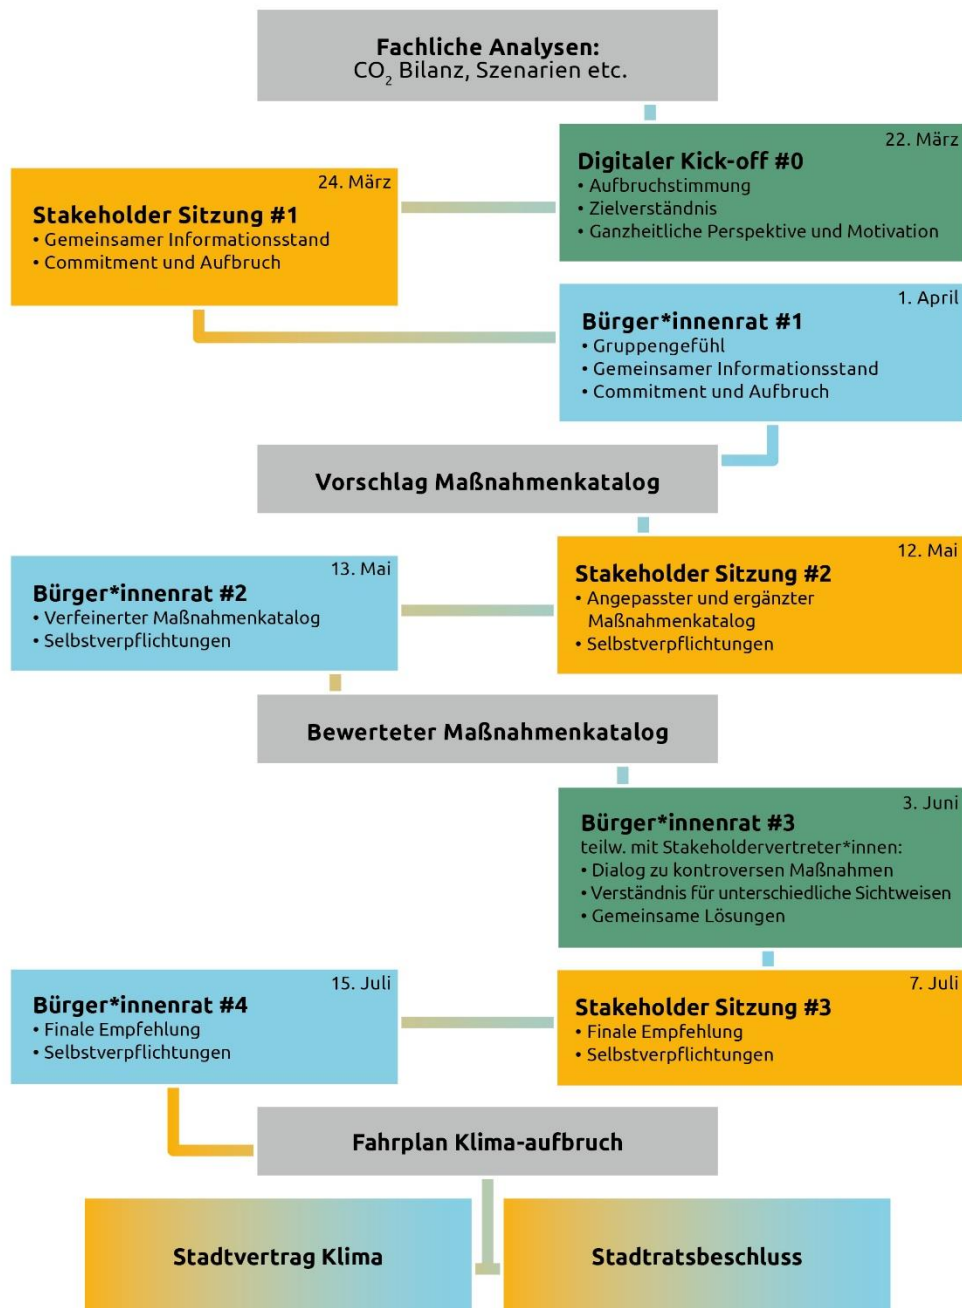 Fachliche Analysen:
CO₂ Bilanz, Szenarien etc.
22. März
Digitaler Kick-off #0
• Aufbruchstimmung
• Zielverständnis
• Ganzheitliche Perspektive und Motivation
24. März
Stakeholder Sitzung #1
• Gemeinsamer Informationsstand
• Commitment und Aufbruch
1. April
Bürger*innenrat #1
• Gruppengefühl
• Gemeinsamer Informationsstand
• Commitment und Aufbruch
Vorschlag Maßnahmenkatalog
12. Mai
Stakeholder Sitzung #2
• Angepasster und ergänzter
Maßnahmenkatalog
• Selbstverpflichtungen
13. Mai
Bürger*innenrat #2
• Verfeinerter Maßnahmenkatalog
• Selbstverpflichtungen
Bewerteter Maßnahmenkatalog
3. Juni
Bürger*innenrat #3
teilw. mit Stakeholdervertreter*innen:
• Dialog zu kontroversen Maßnahmen
• Verständnis für unterschiedliche Sichtweisen
• Gemeinsame Lösungen
7. Juli
Stakeholder Sitzung #3
• Finale Empfehlung
• Selbstverpflichtungen
15. Juli
Bürger*innenrat #4
• Finale Empfehlung
• Selbstverpflichtungen
Fahrplan Klima-aufbruch
Stadtvertrag Klima
Stadtratsbeschluss